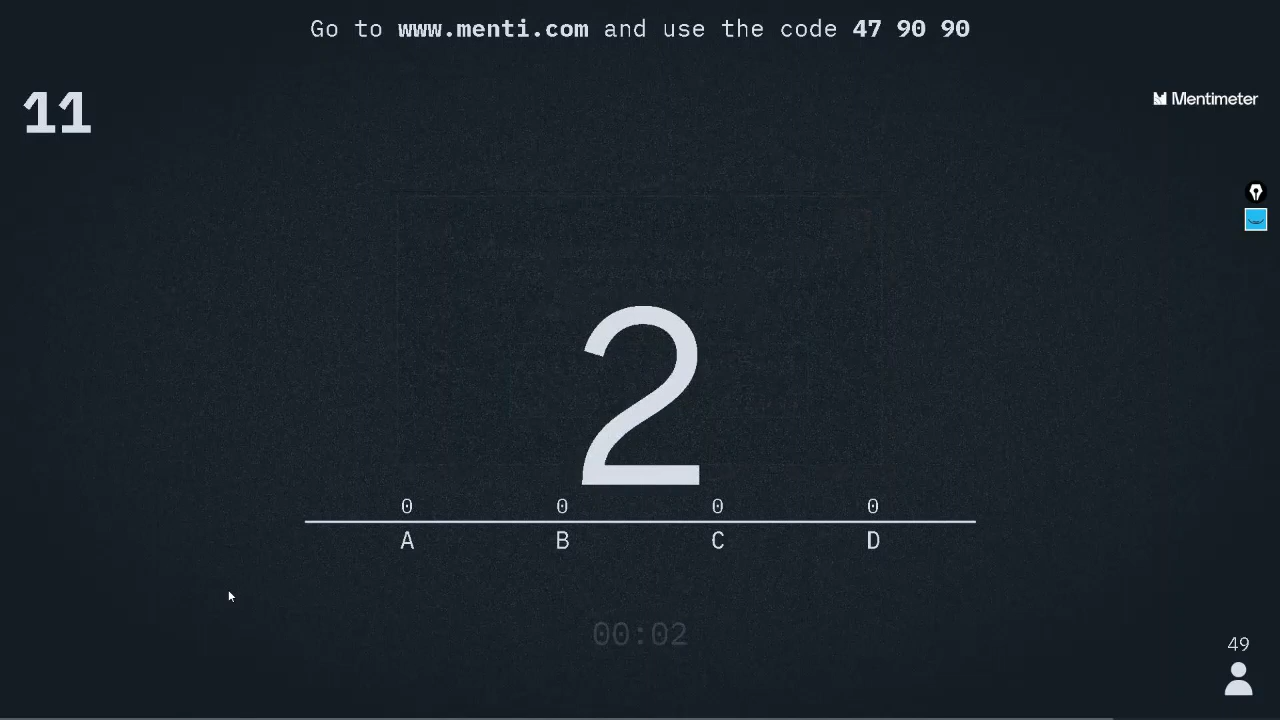 Go to www.menti.com and use the code 47 90 90
11
Mentimeter
2
0 0 0 0
A B C D
00:02
49